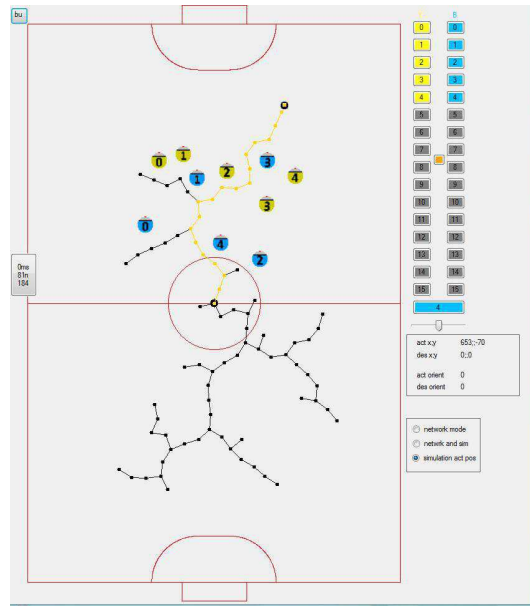 bu
B
0 0
1 1
2 2
3 3
4 4
5 5
6 6
7 7
8 8
9 9
10 10
11 11
12 12
13 13
14 14
15 15
4
0ms
81n
184
0
1
2
3
4
1
3
0
4
2
act x;y 653;;-70
des x;y 0;;0
act orient 0
des orient 0
network mode
netwrk and sim
simulation act pos